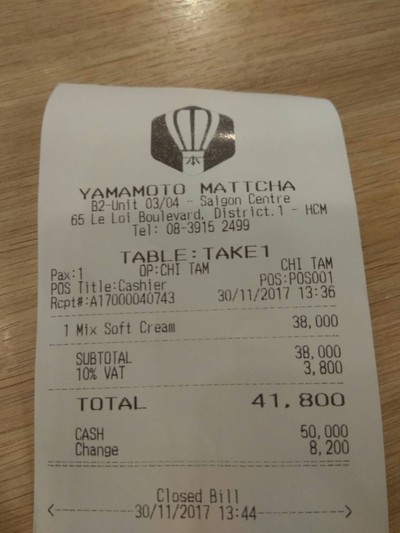 YAMAMOTO MATTCHA
B2-Unit 03/04 - Saigon Centre
65 Le Loi Boulevard, District.1 - HCM
Tel: 08-3915 2499
TABLE:TAKE1
Pax:1 OP:CHI TAM CHI TAM
POS Title:Cashier POS:POS001
Rcpt#:A17000040743 30/11/2017 13:36
1 Mix Soft Cream 38,000
SUBTOTAL 38,000
10% VAT 3,800
TOTAL 41,800
CASH 50,000
Change 8,200
Closed Bill
<-----------30/11/2017 13:44----------->